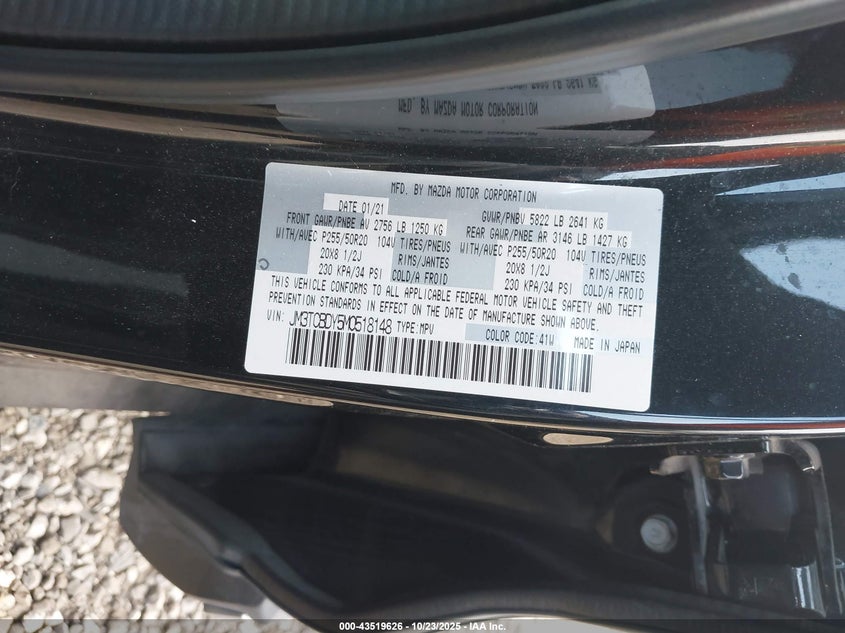 MFD. BY MAZDA MOTOR CORPORATION
DATE 01/21 GVWR/PNBV 5822 LB 2641 KG
FRONT GAWR/PNBE AV 2756 LB 1250 KG REAR GAWR/PNBE AR 3146 LB 1427 KG
WITH/AVEC P255/50R20 104V TIRES/PNEUS WITH/AVEC P255/50R20 104V TIRES/PNEUS
20X8 1/2J RIMS/JANTES 20X8 1/2J RIMS/JANTES
230 KPA/34 PSI COLD/A FROID 230 KPA/34 PSI COLD/A FROID
THIS VEHICLE CONFORMS TO ALL APPLICABLE FEDERAL MOTOR VEHICLE SAFETY AND THEFT
PREVENTION STANDARDS IN EFFECT ON THE DATE OF MANUFACTURE SHOWN ABOVE.
VIN: JM3TCBDY5M0518148 TYPE:MPV COLOR CODE:41W MADE IN JAPAN
000-43519626 - 10/23/2025 - IAA Inc.